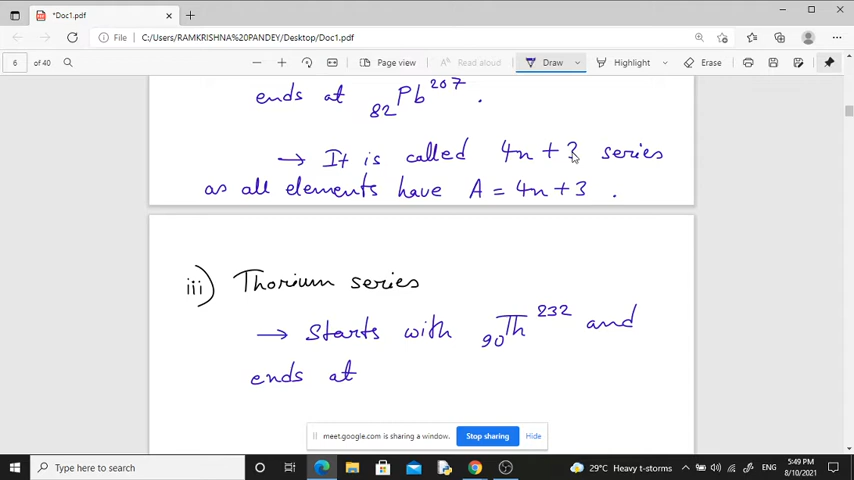 *Doc1.pdf
File
C:/Users/RAMKRISHNA%20PANDEY/Desktop/Doc1.pdf
6 of 40
Page view
Read aloud
Draw
Highlight
Erase
ends at 82Pb207.
→ It is called 4n + 3 series
as all elements have A = 4n + 3 .
iii) Thorium series
→ Starts with 90Th232 and
ends at
meet.google.com is sharing a window.
Stop sharing
Hide
Type here to search
29°C Heavy t-storms
ENG
5:49 PM
8/10/2021